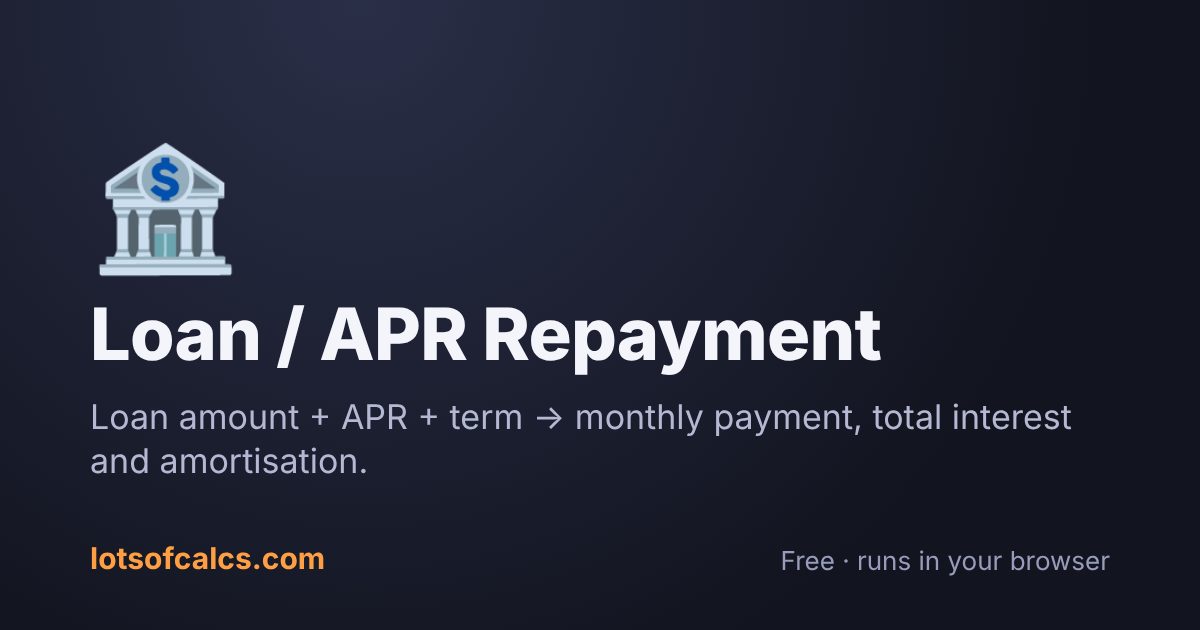 $
Loan / APR Repayment
Loan amount + APR + term → monthly payment, total interest
and amortisation.
lotsofcalcs.com
Free · runs in your browser